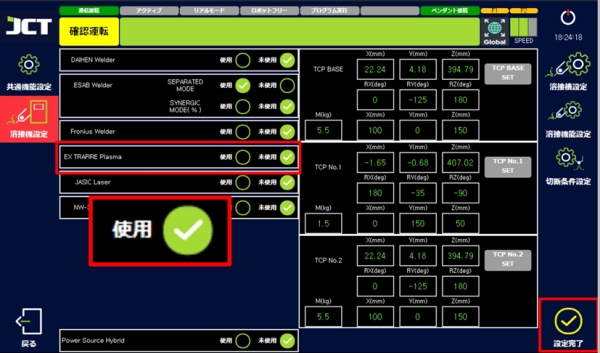 通信接続 アクティブ リアルモード ロボットフリー プログラム実行 ペンダント接続 F1 F2
JCT 確認運転 Global SPEED 18:24:18
共通機能設定
溶接機設定
戻る
DAIHEN Welder 使用 未使用
ESAB Welder SEPARATED MODE 使用 未使用
SYNERGIC MODE(%) 使用 未使用
Fronius Welder 使用 未使用
EX TRAFIRE Plasma 使用 未使用
JASIC Laser 使用 未使用
使用 未使用
使用
Power Source Hybrid 使用 未使用
X(mm) Y(mm) Z(mm)
TCP BASE 22.24 4.18 394.79 TCP BASE SET
RX(deg) RY(deg) RZ(deg)
0 -125 180
M(kg) X(mm) Y(mm) Z(mm)
5.5 100 0 150
X(mm) Y(mm) Z(mm)
TCP No.1 -1.65 -0.68 407.02 TCP No.1 SET
RX(deg) RY(deg) RZ(deg)
180 -35 -90
M(kg) X(mm) Y(mm) Z(mm)
1.5 0 150 50
X(mm) Y(mm) Z(mm)
TCP No.2 22.24 4.18 394.79 TCP No.2 SET
RX(deg) RY(deg) RZ(deg)
0 -125 180
M(kg) X(mm) Y(mm) Z(mm)
5.5 100 0 150
溶接機設定
溶接機能設定
切断条件設定
設定完了